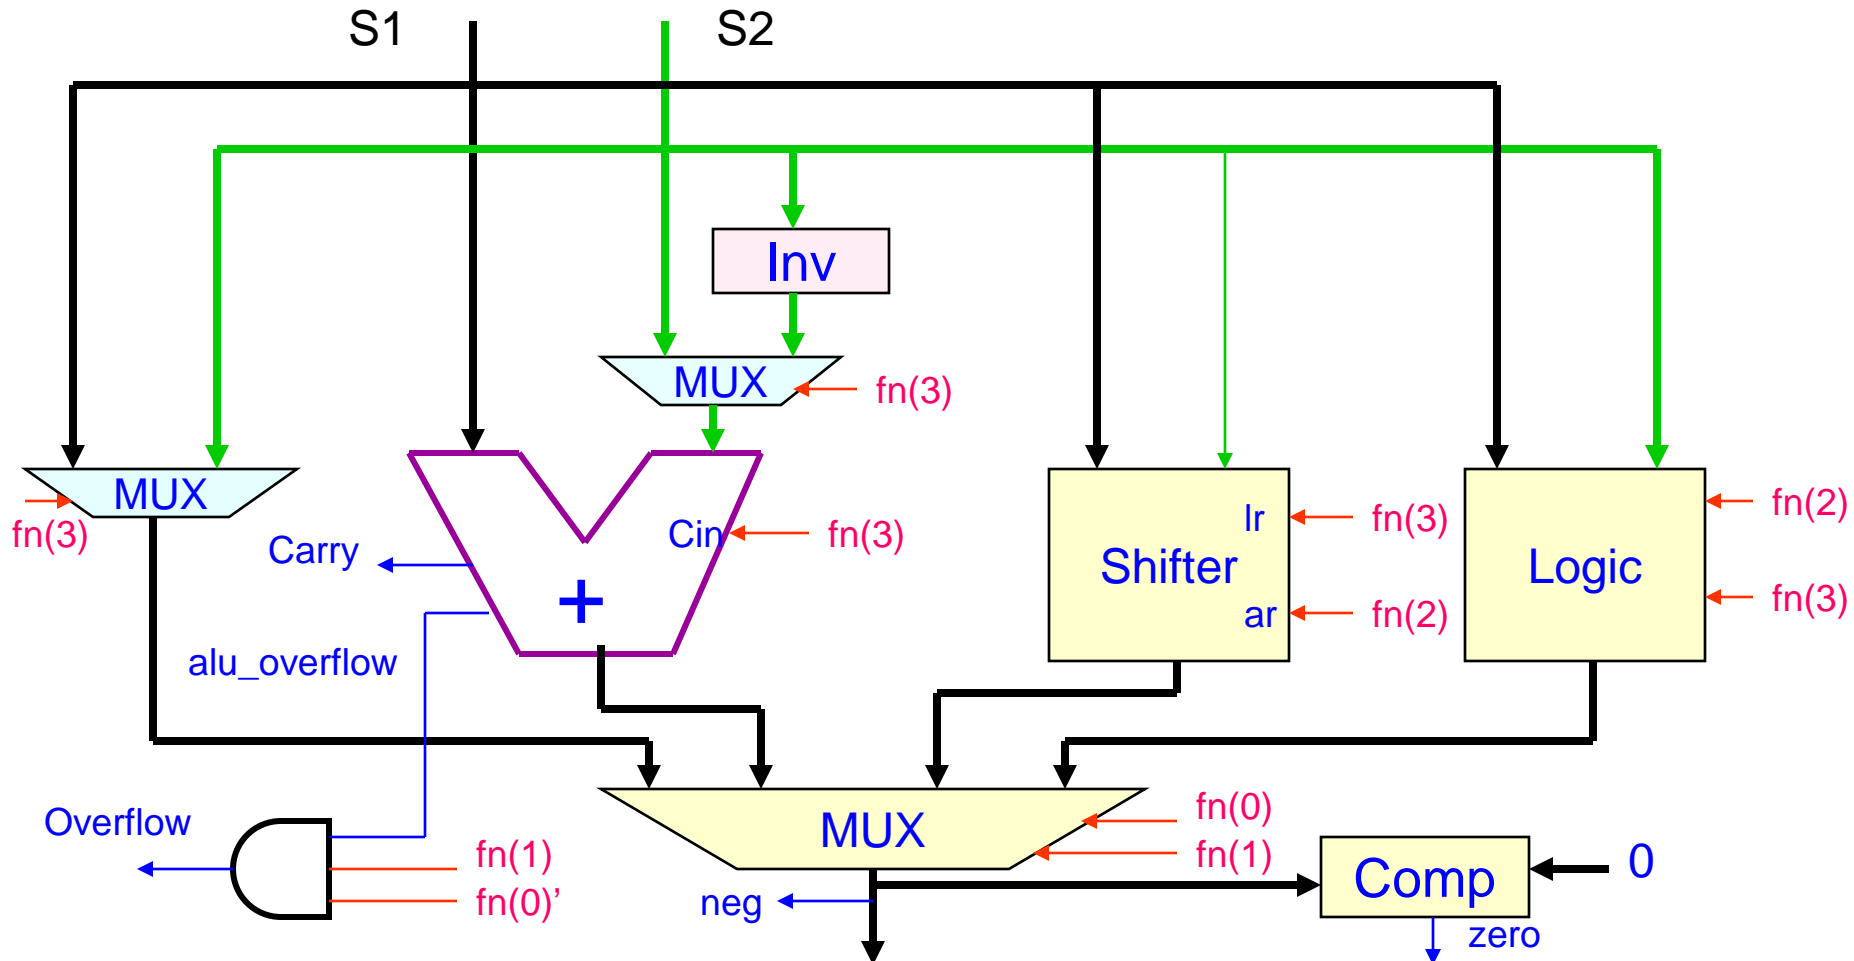 S1
S2
Inv
MUX
fn(3)
MUX
fn(3)
Carry
Cin
fn(3)
+
alu_overflow
Shifter
lr
fn(3)
ar
fn(2)
Logic
fn(2)
fn(3)
Overflow
fn(1)
fn(0)’
MUX
fn(0)
fn(1)
neg
Comp
0
zero